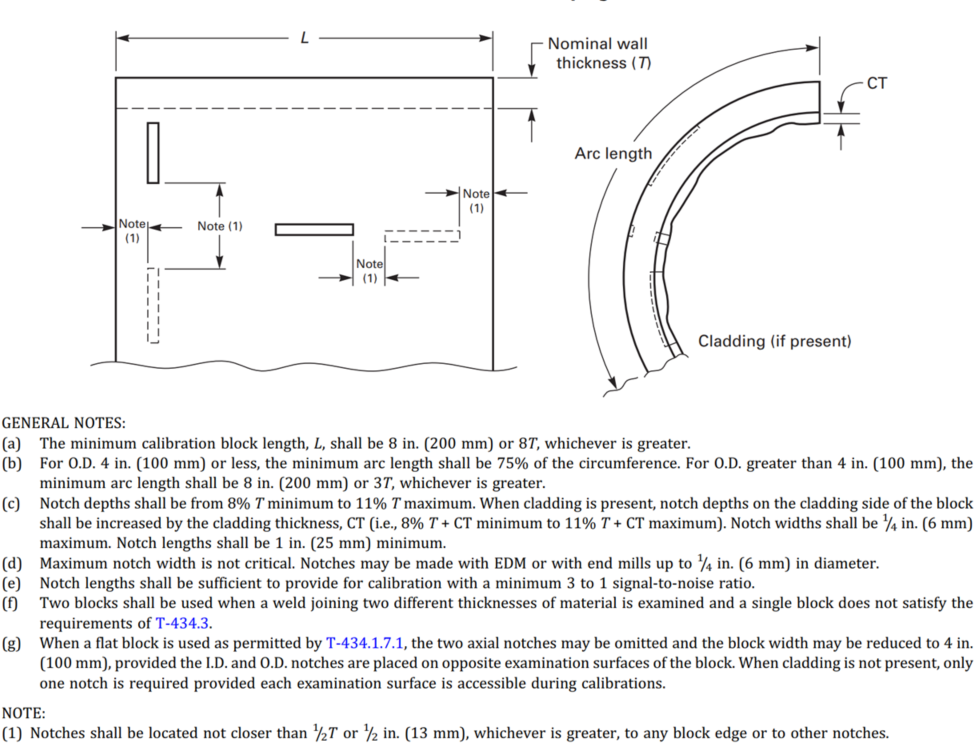 L
Nominal wall
thickness (T)
CT
Arc length
Note
(1)
Note
(1)
Note (1)
Note
(1)
Cladding (if present)
GENERAL NOTES:
(a) The minimum calibration block length, L, shall be 8 in. (200 mm) or 8T, whichever is greater.
(b) For O.D. 4 in. (100 mm) or less, the minimum arc length shall be 75% of the circumference. For O.D. greater than 4 in. (100 mm), the
minimum arc length shall be 8 in. (200 mm) or 3T, whichever is greater.
(c) Notch depths shall be from 8% T minimum to 11% T maximum. When cladding is present, notch depths on the cladding side of the block
shall be increased by the cladding thickness, CT (i.e., 8% T + CT minimum to 11% T + CT maximum). Notch widths shall be 1/4 in. (6 mm)
maximum. Notch lengths shall be 1 in. (25 mm) minimum.
(d) Maximum notch width is not critical. Notches may be made with EDM or with end mills up to 1/4 in. (6 mm) in diameter.
(e) Notch lengths shall be sufficient to provide for calibration with a minimum 3 to 1 signal-to-noise ratio.
(f) Two blocks shall be used when a weld joining two different thicknesses of material is examined and a single block does not satisfy the
requirements of T-434.3.
(g) When a flat block is used as permitted by T-434.1.7.1, the two axial notches may be omitted and the block width may be reduced to 4 in.
(100 mm), provided the I.D. and O.D. notches are placed on opposite examination surfaces of the block. When cladding is not present, only
one notch is required provided each examination surface is accessible during calibrations.
NOTE:
(1) Notches shall be located not closer than 1/2T or 1/2 in. (13 mm), whichever is greater, to any block edge or to other notches.